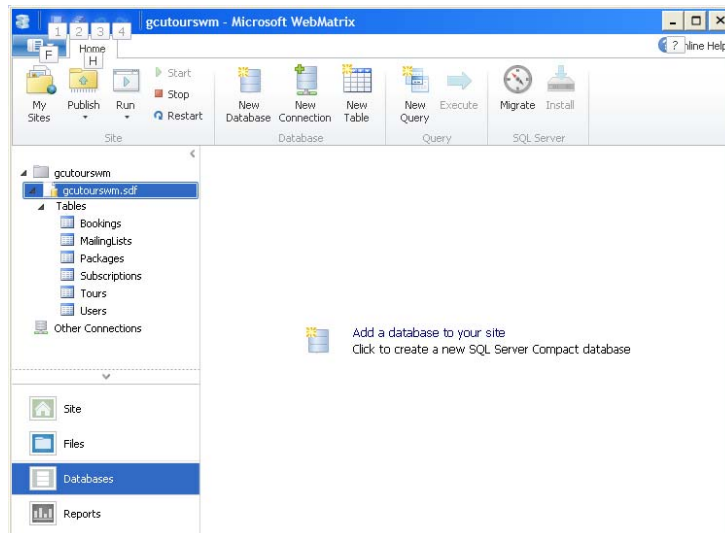 gcutourswm - Microsoft WebMatrix
1 2 3 4
F
Home
H
? nline Help
My Sites
Publish
Run
Start
Stop
Restart
New Database
New Connection
New Table
New Query
Execute
Migrate
Install
Site
Database
Query
SQL Server
gcutourswm
gcutourswm.sdf
Tables
Bookings
MailingLists
Packages
Subscriptions
Tours
Users
Other Connections
Add a database to your site
Click to create a new SQL Server Compact database
Site
Files
Databases
Reports